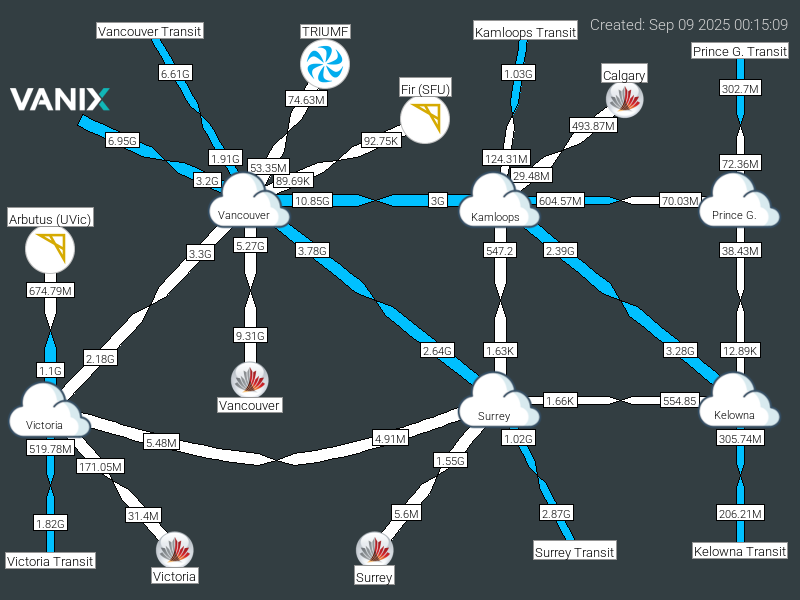 Created: Sep 09 2025 00:15:09
Vancouver Transit
TRIUMF
Kamloops Transit
Prince G. Transit
6.61G
1.03G
Calgary
302.7M
VANIX
74.63M
Fir (SFU)
493.87M
6.95G
92.75K
1.91G
124.31M
72.36M
53.35M
29.48M
3.2G
89.69K
10.85G
3G
604.57M
70.03M
Vancouver
Kamloops
Prince G.
Arbutus (UVic)
3.3G
5.27G
3.78G
547.2
2.39G
38.43M
674.79M
9.31G
2.18G
2.64G
1.63K
3.28G
12.89K
1.1G
Vancouver
Victoria
Surrey
1.66K
554.85
Kelowna
519.78M
5.48M
4.91M
1.02G
305.74M
171.05M
1.55G
1.82G
31.4M
5.6M
2.87G
206.21M
Victoria Transit
Victoria
Surrey
Surrey Transit
Kelowna Transit